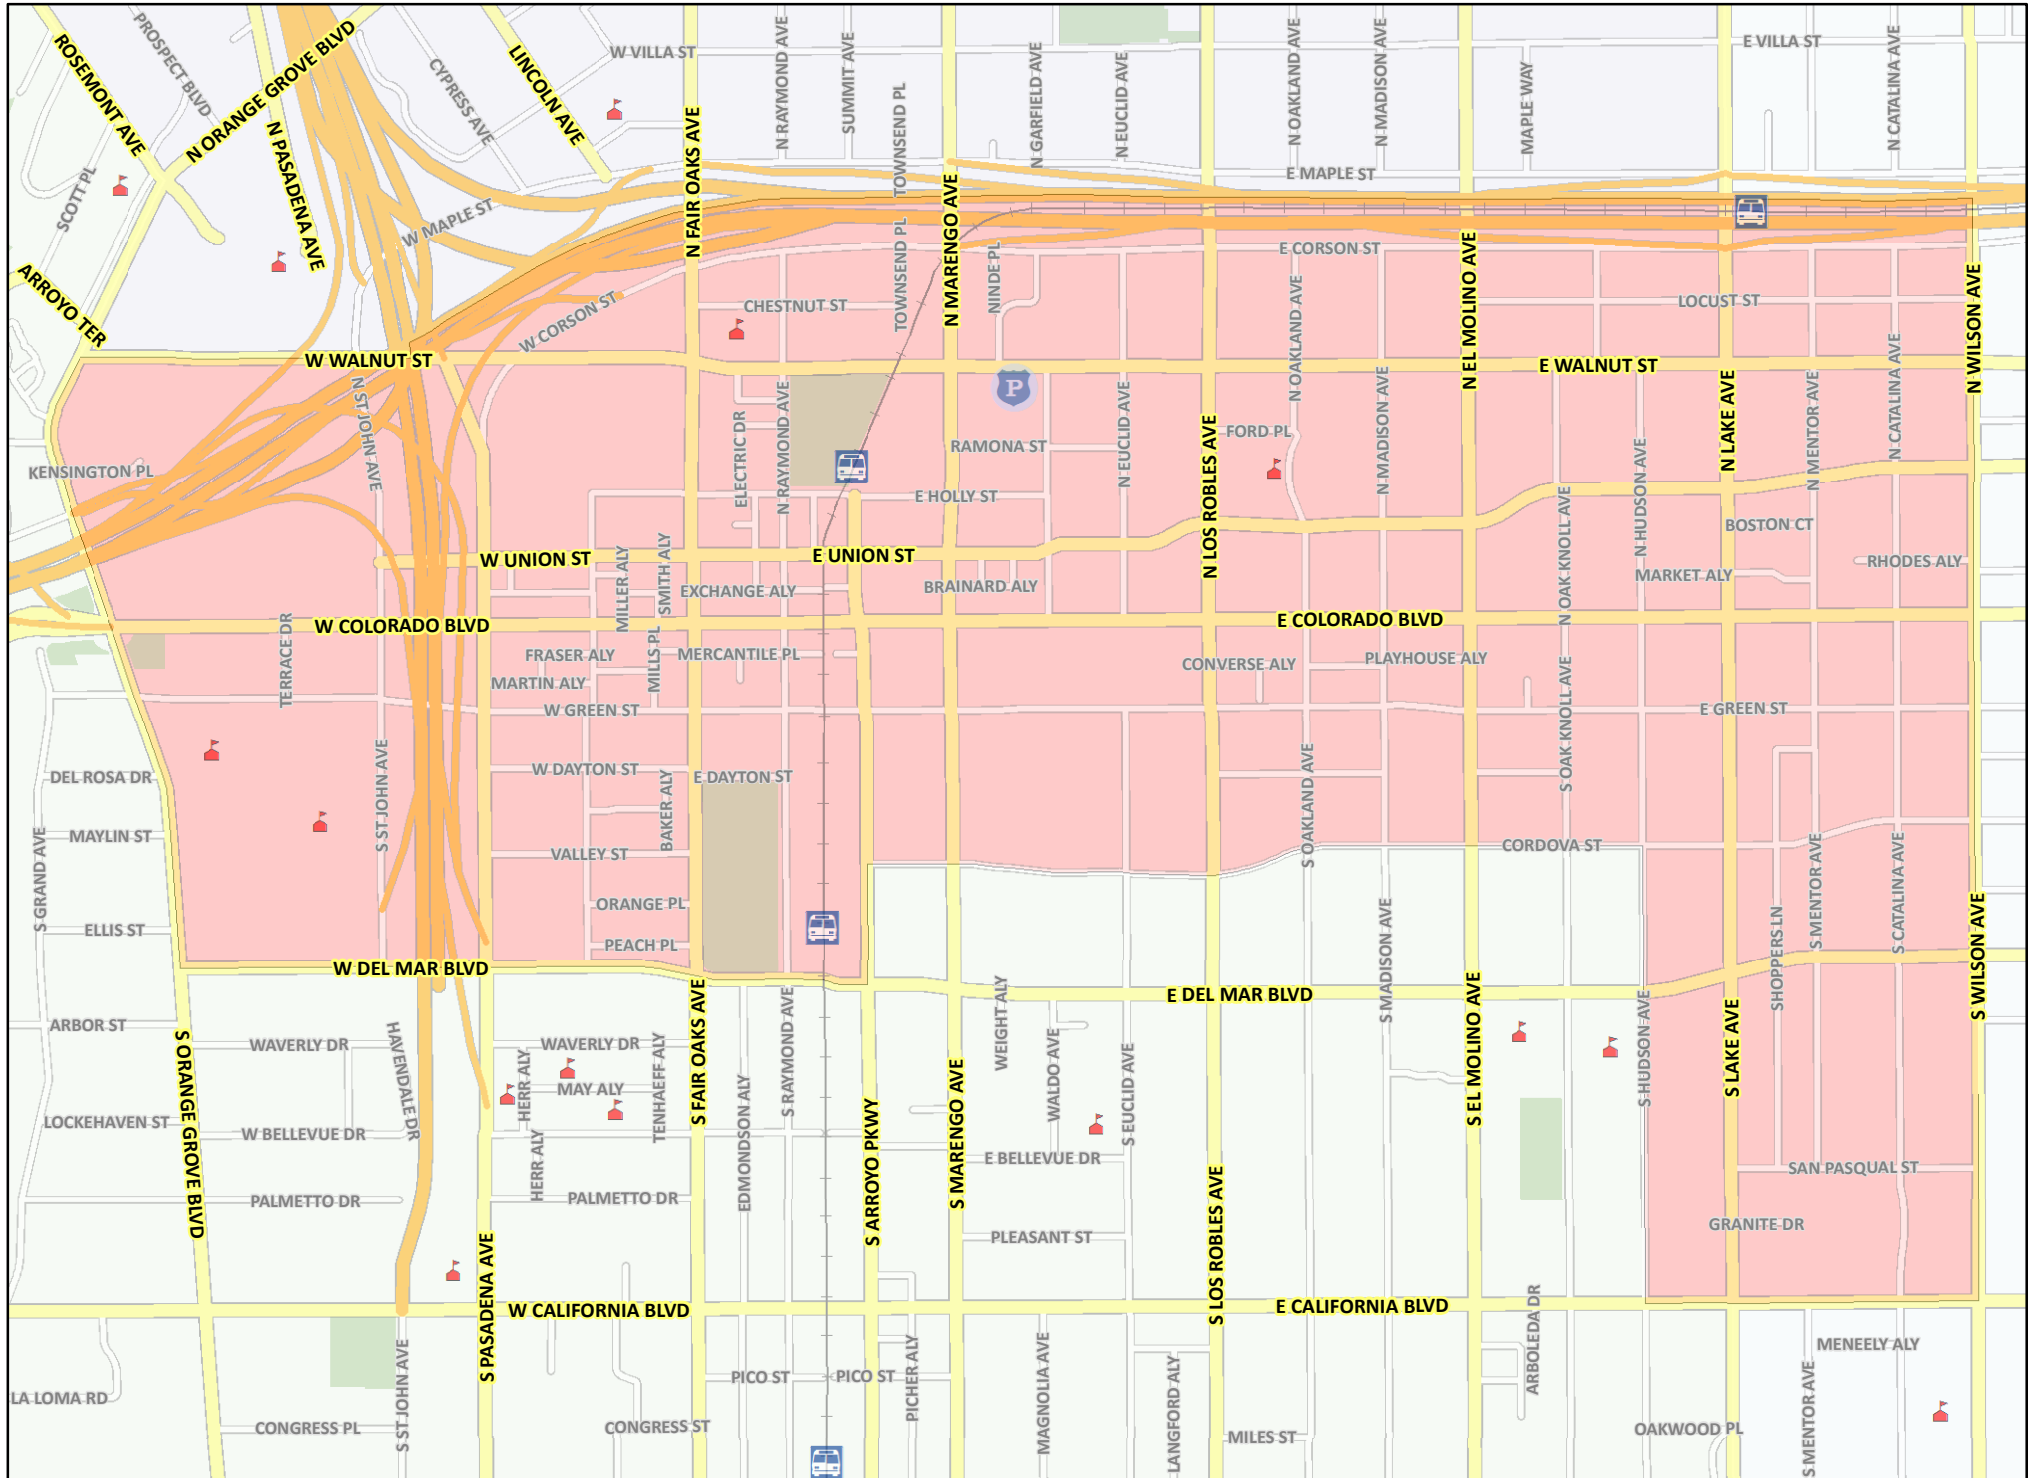 ROSEMONT AVE
PROSPECT BLVD
N ORANGE GROVE BLVD
N PASADENA AVE
CYPRESS AVE
LINCOLN AVE
W VILLA ST
N FAIR OAKS AVE
N RAYMOND AVE
SUMMIT AVE
TOWNSEND PL
N MARENGO AVE
N GARFIELD AVE
N EUCLID AVE
N OAKLAND AVE
N MADISON AVE
MAPLE WAY
E VILLA ST
N CATALINA AVE
SCOTT PL
W MAPLE ST
E MAPLE ST
ARROYO TER
TOWNSEND PL
NINDE PL
E CORSON ST
N EL MOLINO AVE
N WILSON AVE
W CORSON ST
CHESTNUT ST
N OAKLAND AVE
LOCUST ST
W WALNUT ST
E WALNUT ST
P
N ST JOHN AVE
ELECTRIC DR
N RAYMOND AVE
N EUCLID AVE
N LOS ROBLES AVE
N MADISON AVE
N LAKE AVE
N MENTOR AVE
N CATALINA AVE
FORD PL
RAMONA ST
KENSINGTON PL
N HUDSON AVE
E HOLLY ST
N OAK KNOLL AVE
BOSTON CT
W UNION ST
E UNION ST
MILLER ALY
SMITH ALY
EXCHANGE ALY
BRAINARD ALY
MARKET ALY
RHODES ALY
W COLORADO BLVD
E COLORADO BLVD
TERRACE DR
FRASER ALY
MILLS PL
MERCANTILE PL
CONVERSE ALY
PLAYHOUSE ALY
MARTIN ALY
W GREEN ST
E GREEN ST
S OAK KNOLL AVE
DEL ROSA DR
S ST JOHN AVE
W DAYTON ST
E DAYTON ST
BAKER ALY
S OAKLAND AVE
MAYLIN ST
S GRAND AVE
VALLEY ST
CORDOVA ST
ORANGE PL
S MADISON AVE
SHOPPERS LN
S MENTOR AVE
S CATALINA AVE
S WILSON AVE
ELLIS ST
PEACH PL
W DEL MAR BLVD
E DEL MAR BLVD
ARBOR ST
S ORANGE GROVE BLVD
WAVERLY DR
HAVENDALE DR
WAVERLY DR
HERR ALY
MAY ALY
TENHAEFF ALY
S FAIR OAKS AVE
EDMONDSON ALY
S RAYMOND AVE
S ARROYO PKWY
S MARENGO AVE
WEIGHT ALY
WALDO AVE
S EUCLID AVE
S EL MOLINO AVE
S HUDSON AVE
S LAKE AVE
LOCKEHAVEN ST
W BELLEVUE DR
HERR ALY
E BELLEVUE DR
S LOS ROBLES AVE
SAN PASQUAL ST
PALMETTO DR
PALMETTO DR
PLEASANT ST
GRANITE DR
S PASADENA AVE
W CALIFORNIA BLVD
E CALIFORNIA BLVD
ARBOLEDA DR
S ST JOHN AVE
PICO ST
PICO ST
PICHER ALY
MAGNOLIA AVE
LANGFORD ALY
MENEELY ALY
S MENTOR AVE
LA LOMA RD
CONGRESS PL
CONGRESS ST
MILES ST
OAKWOOD PL